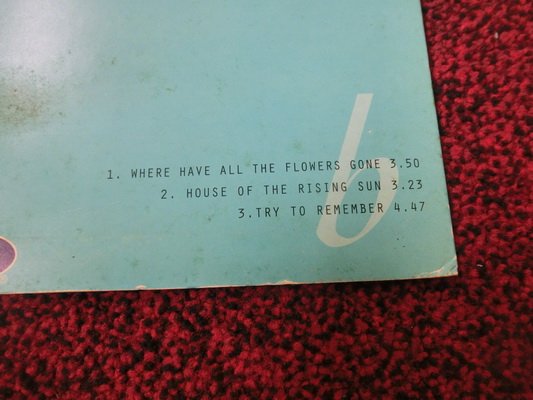 b
1. WHERE HAVE ALL THE FLOWERS GONE 3.50
2. HOUSE OF THE RISING SUN 3.23
3.TRY TO REMEMBER 4.47